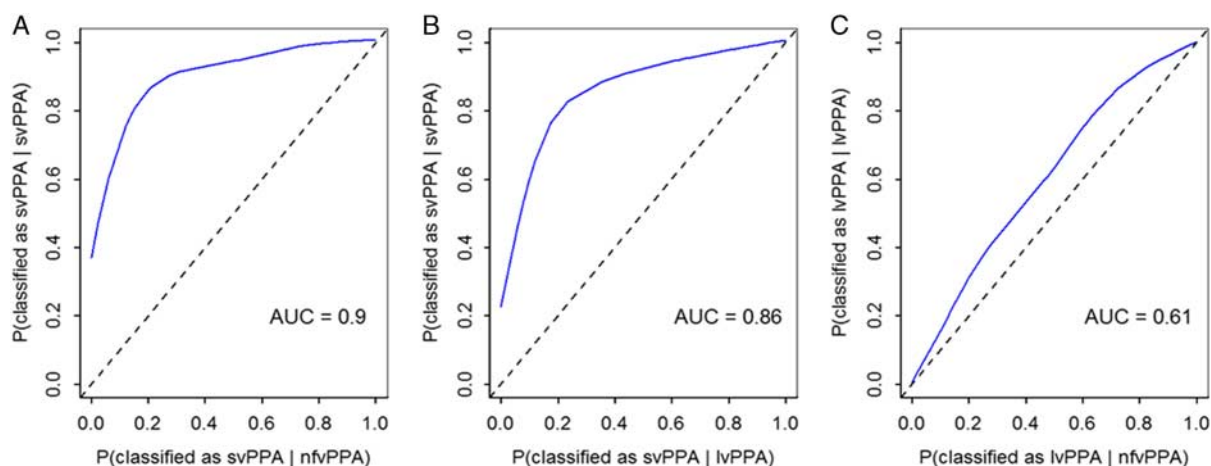 A
P(classified as svPPA | svPPA)
1.0
0.8
0.6
0.4
0.2
0.0
AUC = 0.9
0.0 0.2 0.4 0.6 0.8 1.0
P(classified as svPPA | nfvPPA)
B
P(classified as svPPA | svPPA)
1.0
0.8
0.6
0.4
0.2
0.0
AUC = 0.86
0.0 0.2 0.4 0.6 0.8 1.0
P(classified as svPPA | lvPPA)
C
P(classified as lvPPA | lvPPA)
1.0
0.8
0.6
0.4
0.2
0.0
AUC = 0.61
0.0 0.2 0.4 0.6 0.8 1.0
P(classified as lvPPA | nfvPPA)